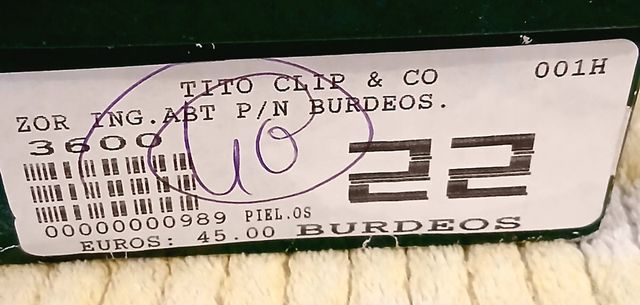 TITO CLIP & CO 001H
ZOR ING.ABT P/N BURDEOS.
3600
22
00000000989 PIEL.OS
EUROS: 45.00 BURDEOS